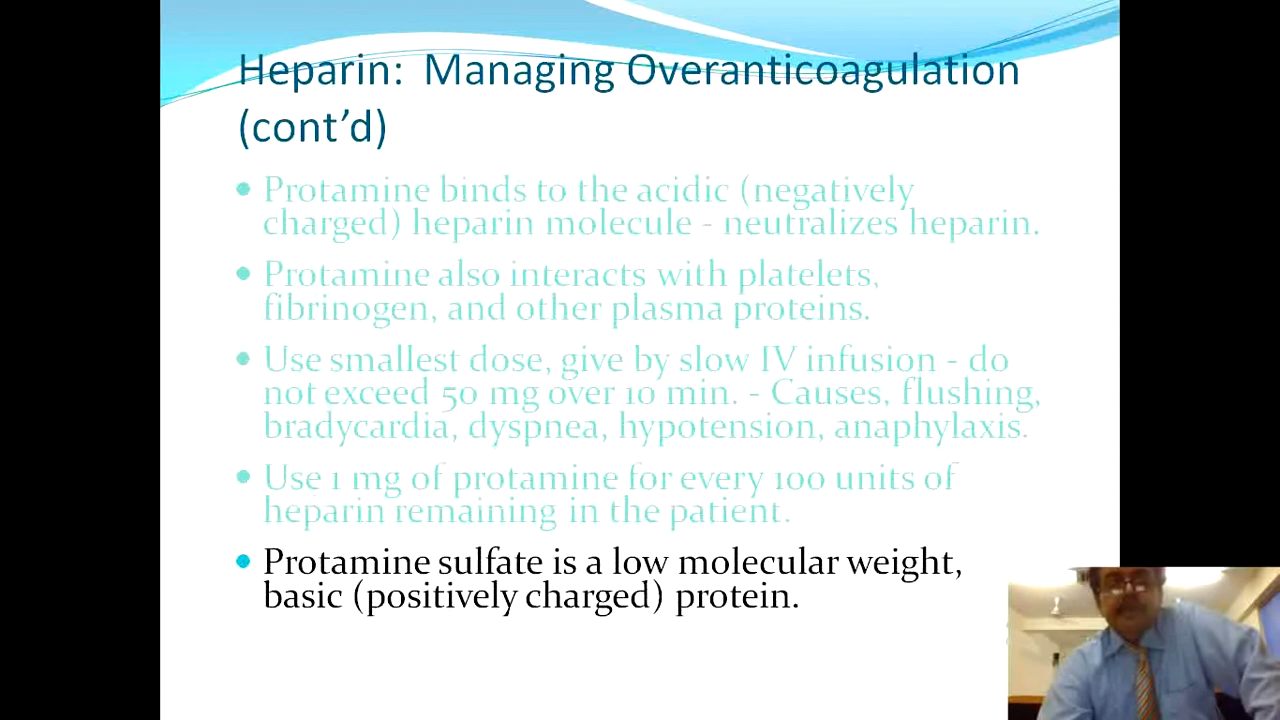 Heparin: Managing Overanticoagulation
(cont’d)
• Protamine binds to the acidic (negatively
charged) heparin molecule - neutralizes heparin.
• Protamine also interacts with platelets,
fibrinogen, and other plasma proteins.
• Use smallest dose, give by slow IV infusion - do
not exceed 50 mg over 10 min. - Causes, flushing,
bradycardia, dyspnea, hypotension, anaphylaxis.
• Use 1 mg of protamine for every 100 units of
heparin remaining in the patient.
• Protamine sulfate is a low molecular weight,
basic (positively charged) protein.